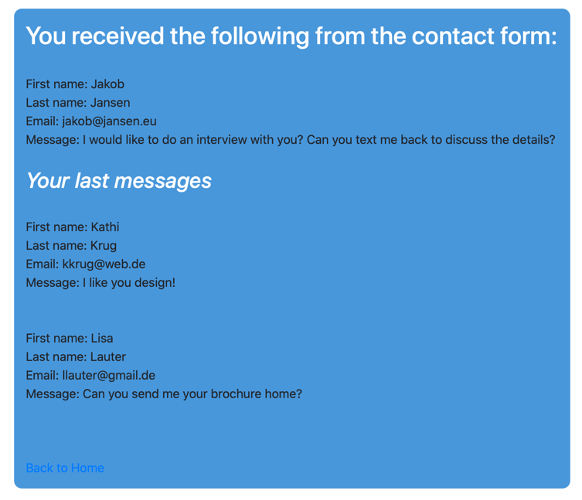 You received the following from the contact form:
First name: Jakob
Last name: Jansen
Email: jakob@jansen.eu
Message: I would like to do an interview with you? Can you text me back to discuss the details?
Your last messages
First name: Kathi
Last name: Krug
Email: kkrug@web.de
Message: I like you design!
First name: Lisa
Last name: Lauter
Email: llauter@gmail.de
Message: Can you send me your brochure home?
Back to Home